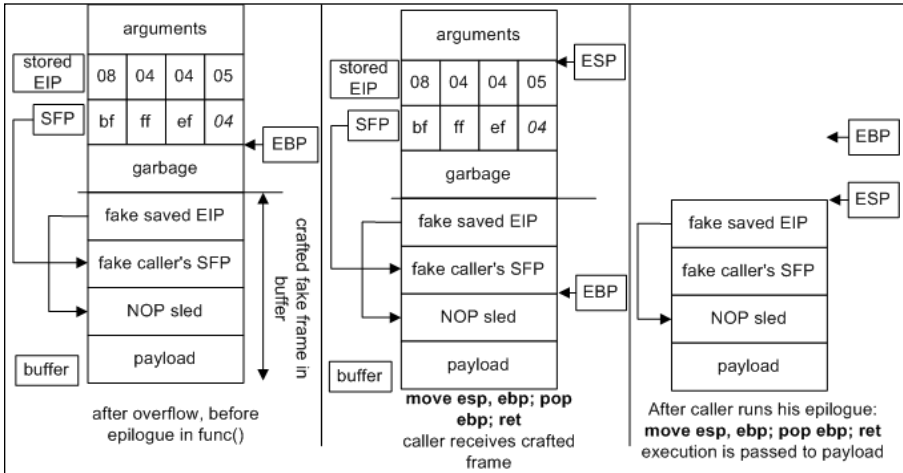 arguments
stored
EIP
08 04 04 05
SFP
bf ff ef 04
EBP
garbage
fake saved EIP
fake caller's SFP
NOP sled
payload
buffer
crafted fake frame in
buffer
after overflow, before
epilogue in func()
arguments
ESP
stored
EIP
08 04 04 05
SFP
bf ff ef 04
garbage
fake saved EIP
fake caller's SFP
EBP
NOP sled
payload
buffer
move esp, ebp; pop
ebp; ret
caller receives crafted
frame
EBP
ESP
fake saved EIP
fake caller's SFP
NOP sled
payload
After caller runs his epilogue:
move esp, ebp; pop ebp; ret
execution is passed to payload